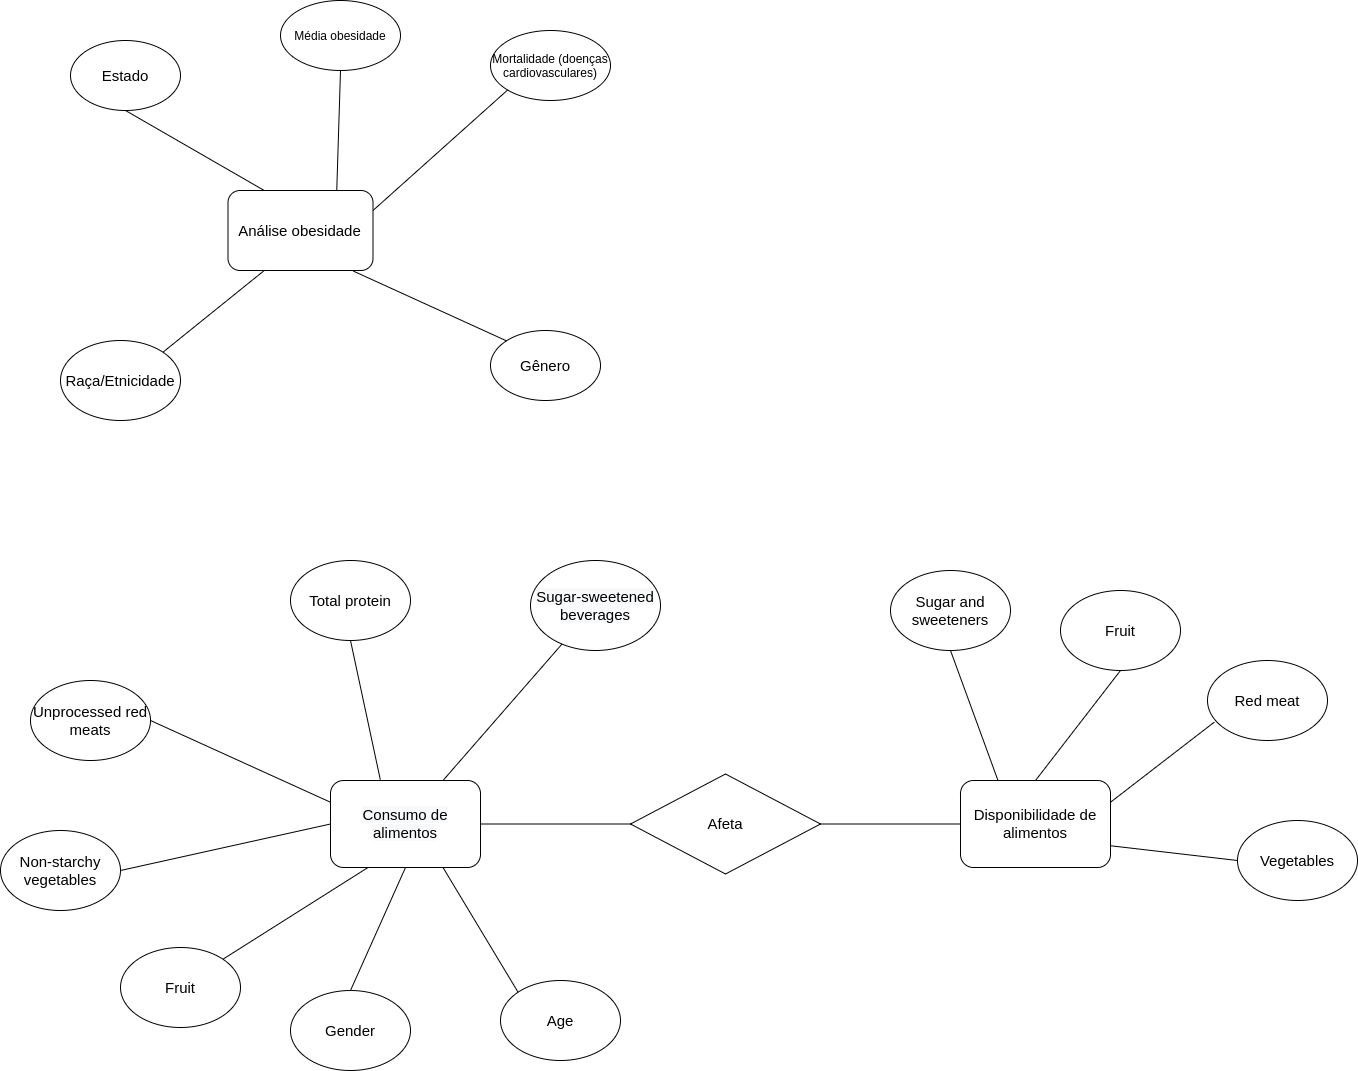 Média obesidade
Estado
Mortalidade (doenças
cardiovasculares)
Análise obesidade
Raça/Etnicidade
Gênero
Total protein
Sugar-sweetened
beverages
Sugar and
sweeteners
Fruit
Unprocessed red
meats
Red meat
Consumo de
alimentos
Afeta
Disponibilidade de
alimentos
Non-starchy
vegetables
Vegetables
Fruit
Gender
Age